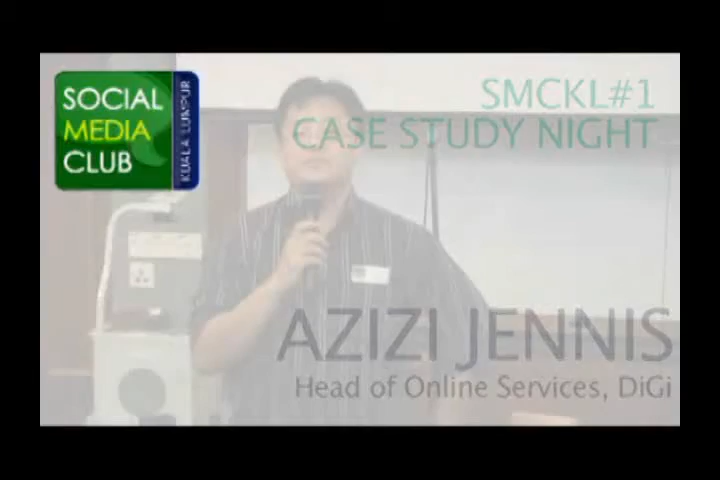 SOCIAL
MEDIA
CLUB
KUALA LUMPUR
SMCKL#1
CASE STUDY NIGHT
AZIZI JENNIS
Head of Online Services, DiGi